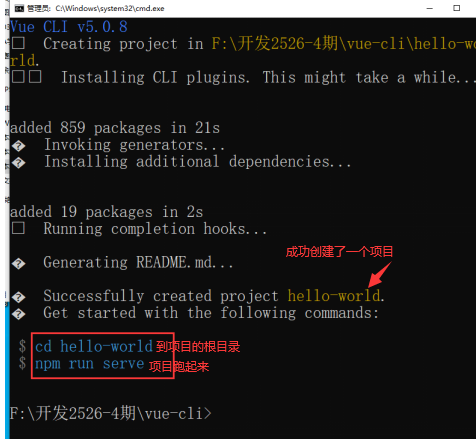 管理员: C:\Windows\system32\cmd.exe
Vue CLI v5.0.8
Creating project in F:\开发2526-4期\vue-cli\hello-wo
rld.
Installing CLI plugins. This might take a while...
added 859 packages in 21s
Invoking generators...
Installing additional dependencies...
added 19 packages in 2s
Running completion hooks...
成功创建了一个项目
Generating README.md...
Successfully created project hello-world.
Get started with the following commands:
$ cd hello-world 到项目的根目录
$ npm run serve 项目跑起来
F:\开发2526-4期\vue-cli>